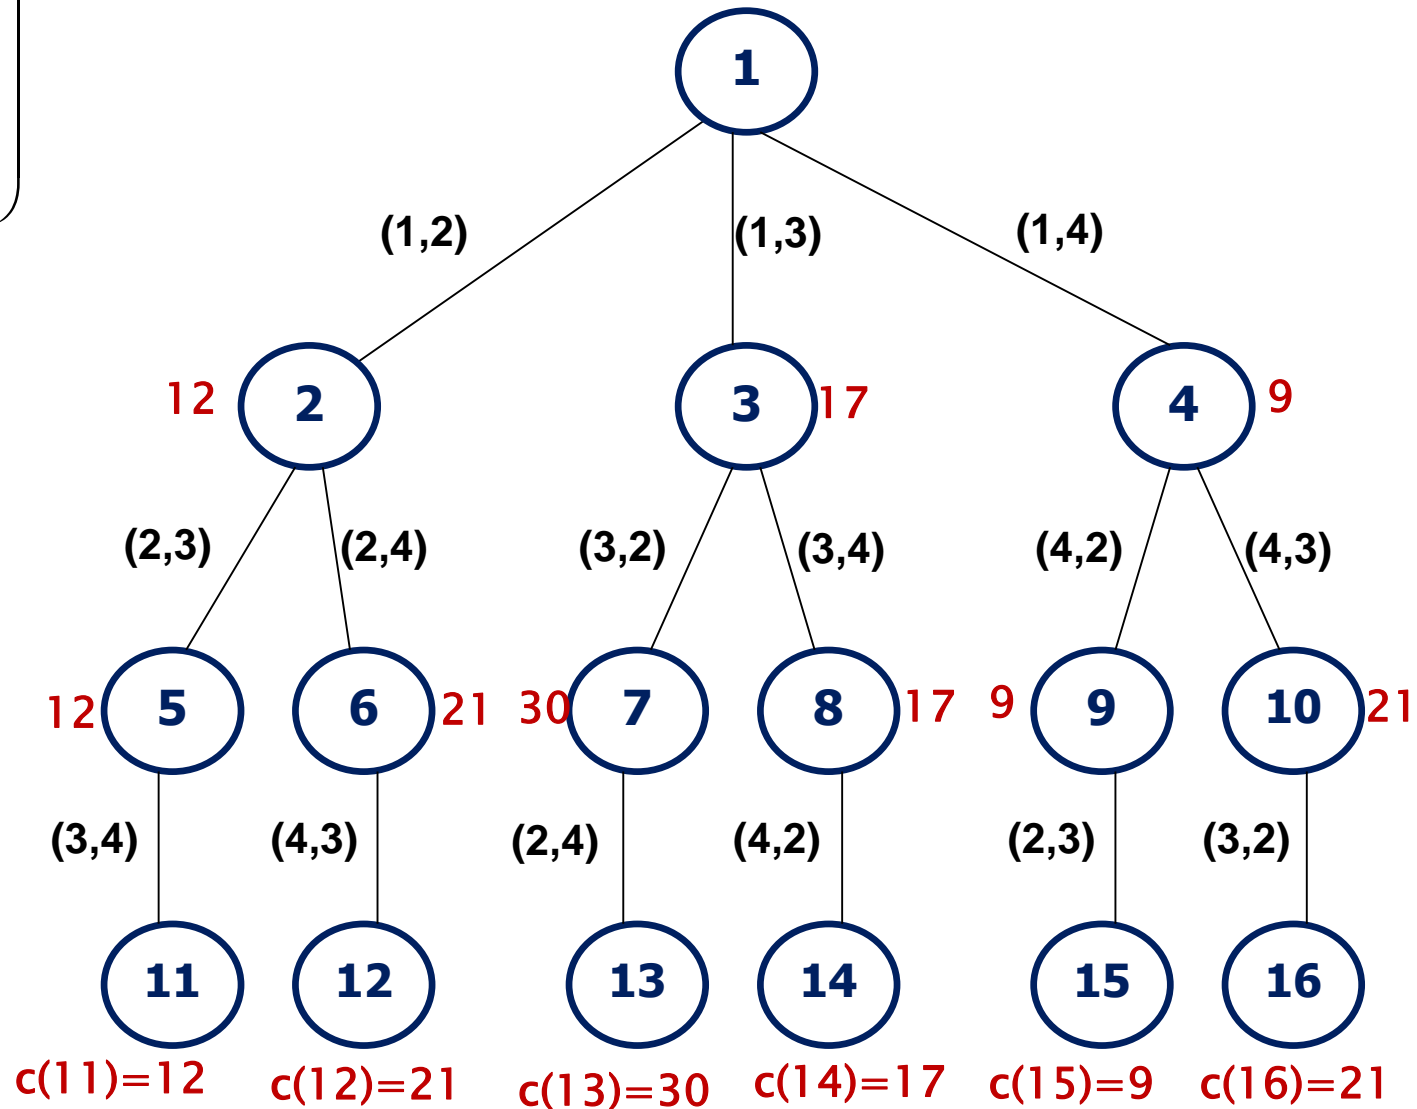 1
(1,2) (1,3) (1,4)
12 2 3 17 4 9
(2,3) (2,4) (3,2) (3,4) (4,2) (4,3)
12 5 6 21 30 7 8 17 9 9 10 21
(3,4) (4,3) (2,4) (4,2) (2,3) (3,2)
11 12 13 14 15 16
c(11)=12 c(12)=21 c(13)=30 c(14)=17 c(15)=9 c(16)=21